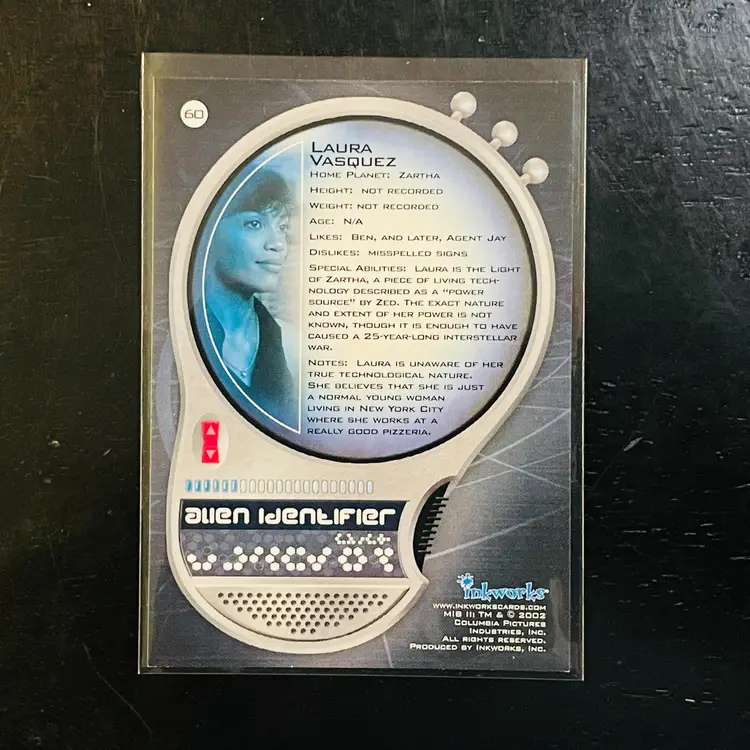 60
LAURA
VASQUEZ
HOME PLANET: ZARTHA
HEIGHT: NOT RECORDED
WEIGHT: NOT RECORDED
AGE: N/A
LIKES: BEN, AND LATER, AGENT JAY
DISLIKES: MISSPELLED SIGNS
SPECIAL ABILITIES: LAURA IS THE LIGHT
OF ZARTHA, A PIECE OF LIVING TECH-
NOLOGY DESCRIBED AS A "POWER
SOURCE" BY ZED. THE EXACT NATURE
AND EXTENT OF HER POWER IS NOT
KNOWN, THOUGH IT IS ENOUGH TO HAVE
CAUSED A 25-YEAR-LONG INTERSTELLAR
WAR.
NOTES: LAURA IS UNAWARE OF HER
TRUE TECHNOLOGICAL NATURE.
SHE BELIEVES THAT SHE IS JUST
A NORMAL YOUNG WOMAN
LIVING IN NEW YORK CITY
WHERE SHE WORKS AT A
REALLY GOOD PIZZERIA.
alien identifier
inkworks
WWW.INKWORKSCARDS.COM
MIB II TM & © 2002
COLUMBIA PICTURES
INDUSTRIES, INC.
ALL RIGHTS RESERVED.
PRODUCED BY INKWORKS, INC.